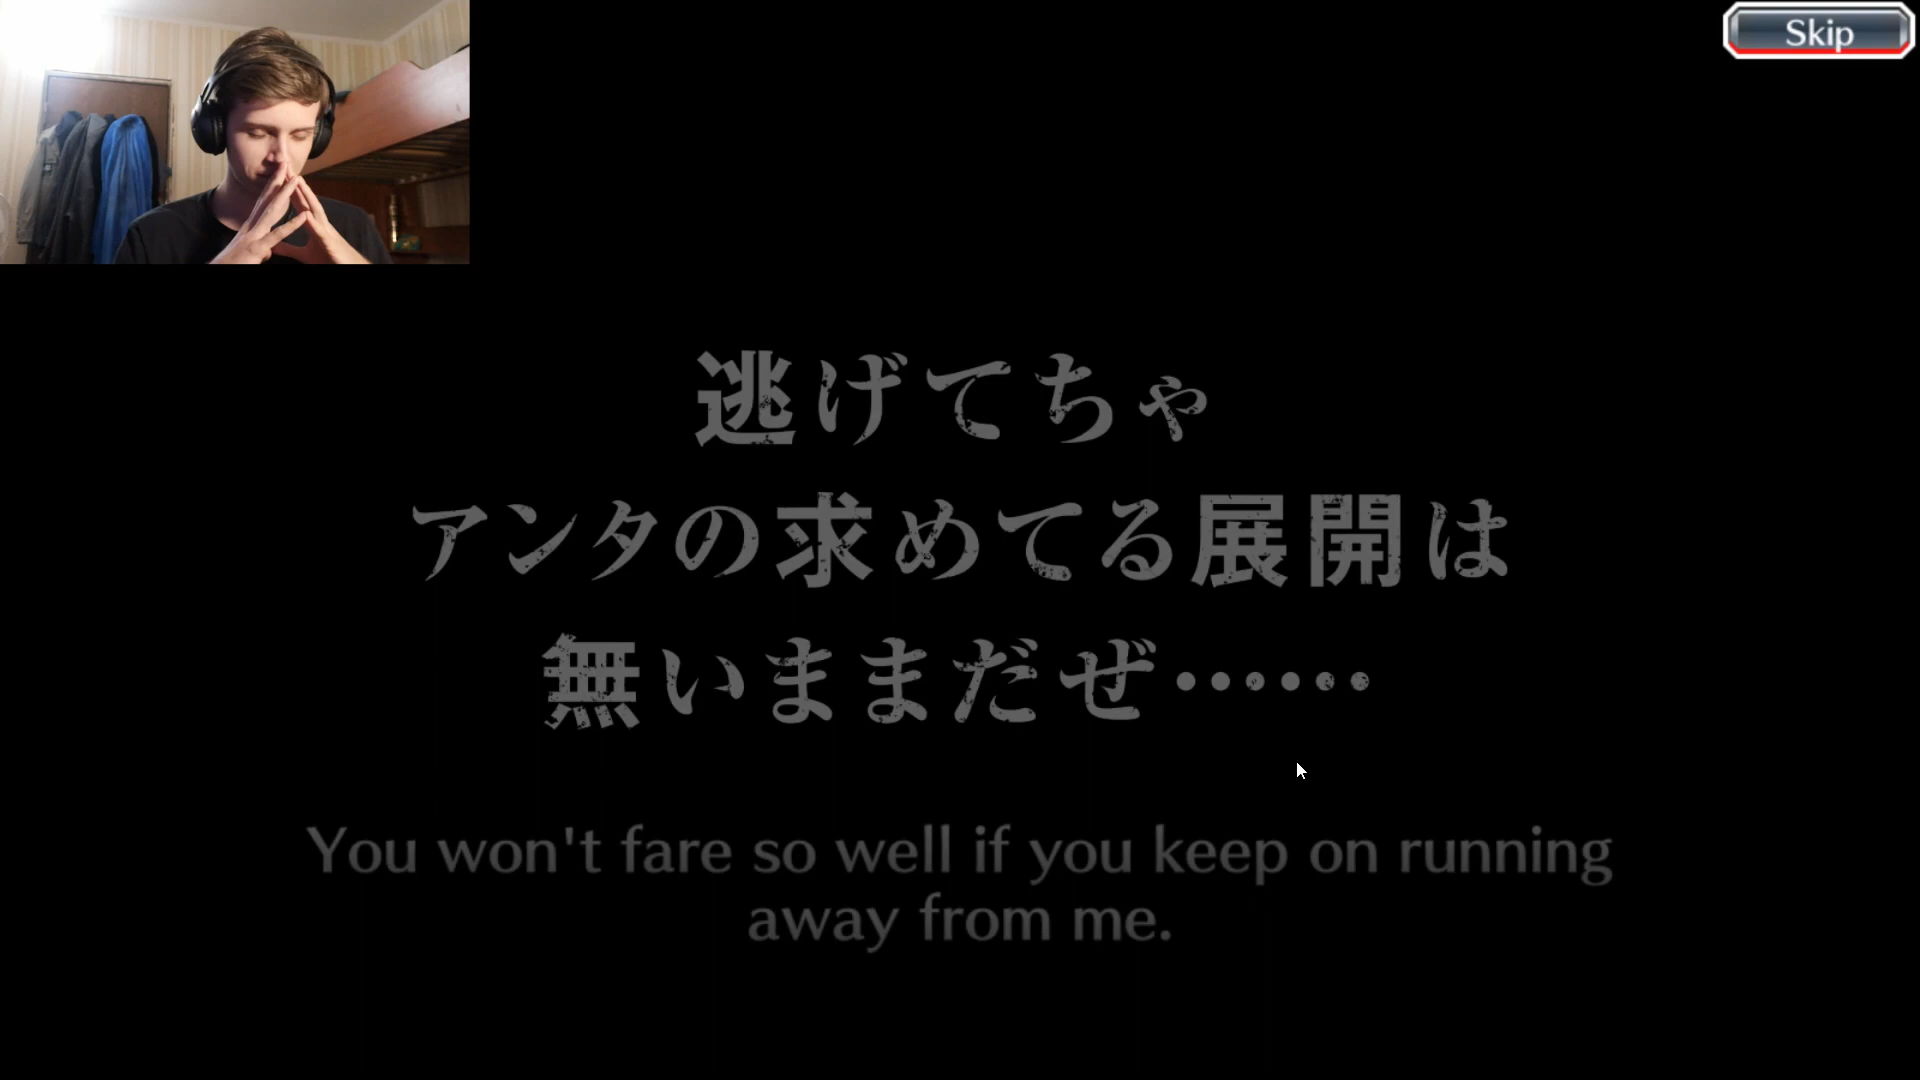 Skip
逃げてちゃ
アンタの求めてる展開は
無いままだぜ……
You won't fare so well if you keep on running
away from me.